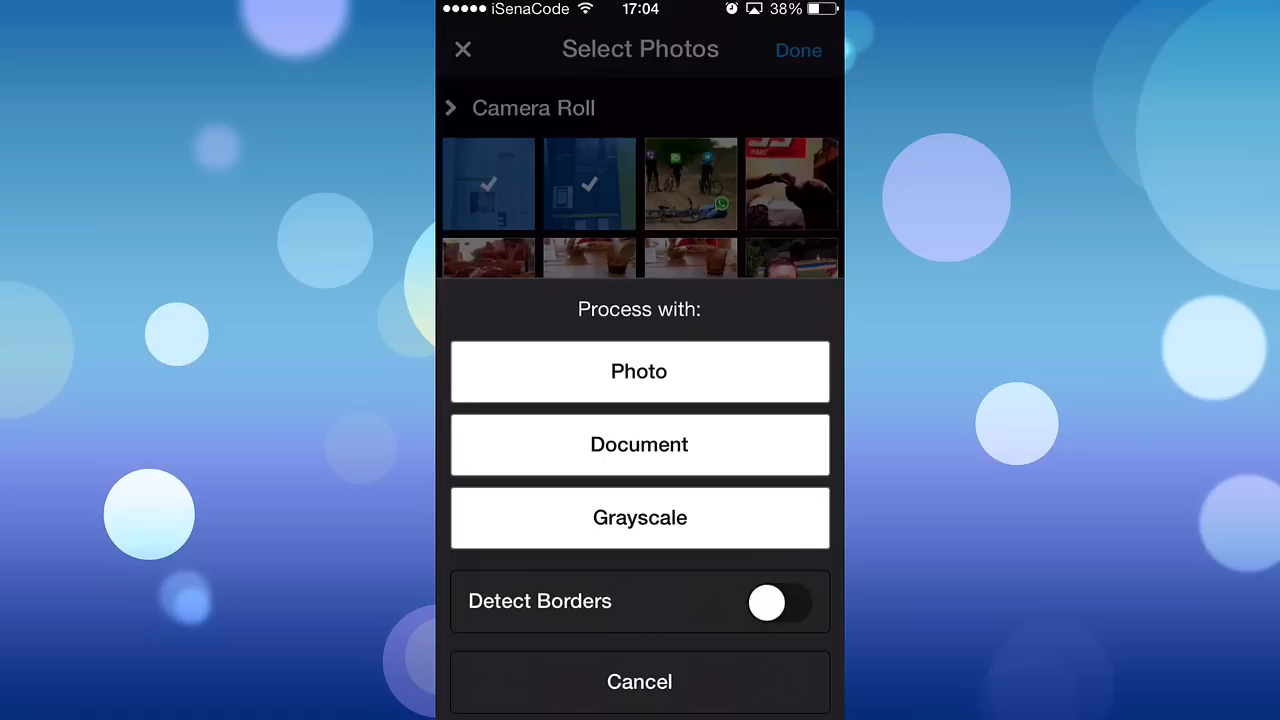 iSenaCode 17:04 38%
Select Photos Done
Camera Roll
Process with:
Photo
Document
Grayscale
Detect Borders
Cancel